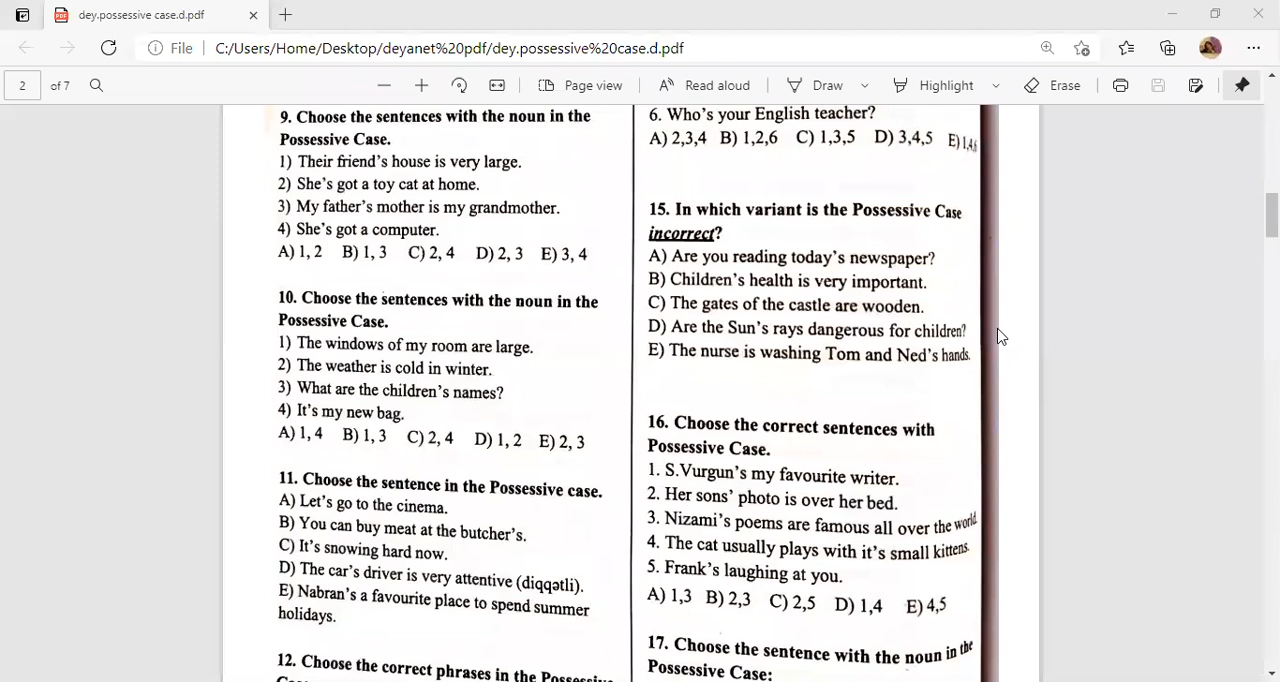 dey.possessive case.d.pdf
File
C:/Users/Home/Desktop/deyanet%20pdf/dey.possessive%20case.d.pdf
2 of 7
Page view
Read aloud
Draw
Highlight
Erase
9. Choose the sentences with the noun in the
Possessive Case.
1) Their friend's house is very large.
2) She's got a toy cat at home.
3) My father's mother is my grandmother.
4) She's got a computer.
A) 1, 2 B) 1, 3 C) 2, 4 D) 2, 3 E) 3, 4
10. Choose the sentences with the noun in the
Possessive Case.
1) The windows of my room are large.
2) The weather is cold in winter.
3) What are the children's names?
4) It's my new bag.
A) 1, 4 B) 1, 3 C) 2, 4 D) 1, 2 E) 2, 3
11. Choose the sentence in the Possessive case.
A) Let's go to the cinema.
B) You can buy meat at the butcher's.
C) It's snowing hard now.
D) The car's driver is very attentive (diqqətli).
E) Nabran's a favourite place to spend summer
holidays.
12. Choose the correct phrases in the Possessive
6. Who's your English teacher?
A) 2,3,4 B) 1,2,6 C) 1,3,5 D) 3,4,5 E) 1,4,6
15. In which variant is the Possessive Case
incorrect?
A) Are you reading today's newspaper?
B) Children's health is very important.
C) The gates of the castle are wooden.
D) Are the Sun's rays dangerous for children?
E) The nurse is washing Tom and Ned's hands.
16. Choose the correct sentences with
Possessive Case.
1. S.Vurgun's my favourite writer.
2. Her sons' photo is over her bed.
3. Nizami's poems are famous all over the world.
4. The cat usually plays with it's small kittens.
5. Frank's laughing at you.
A) 1,3 B) 2,3 C) 2,5 D) 1,4 E) 4,5
17. Choose the sentence with the noun in the
Possessive Case: